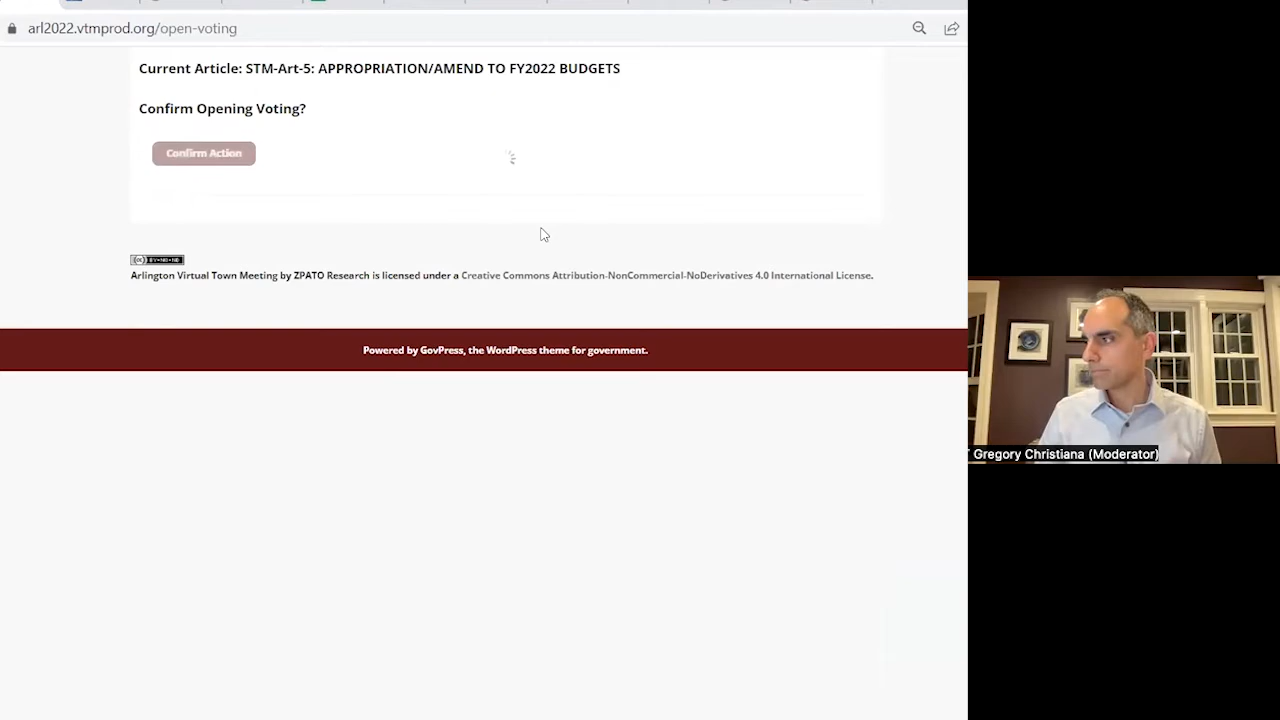 arl2022.vtmprod.org/open-voting
Current Article: STM-Art-5: APPROPRIATION/AMEND TO FY2022 BUDGETS
Confirm Opening Voting?
Confirm Action
Arlington Virtual Town Meeting by ZPATO Research is licensed under a Creative Commons Attribution-NonCommercial-NoDerivatives 4.0 International License.
Powered by GovPress, the WordPress theme for government.
Gregory Christiana (Moderator)